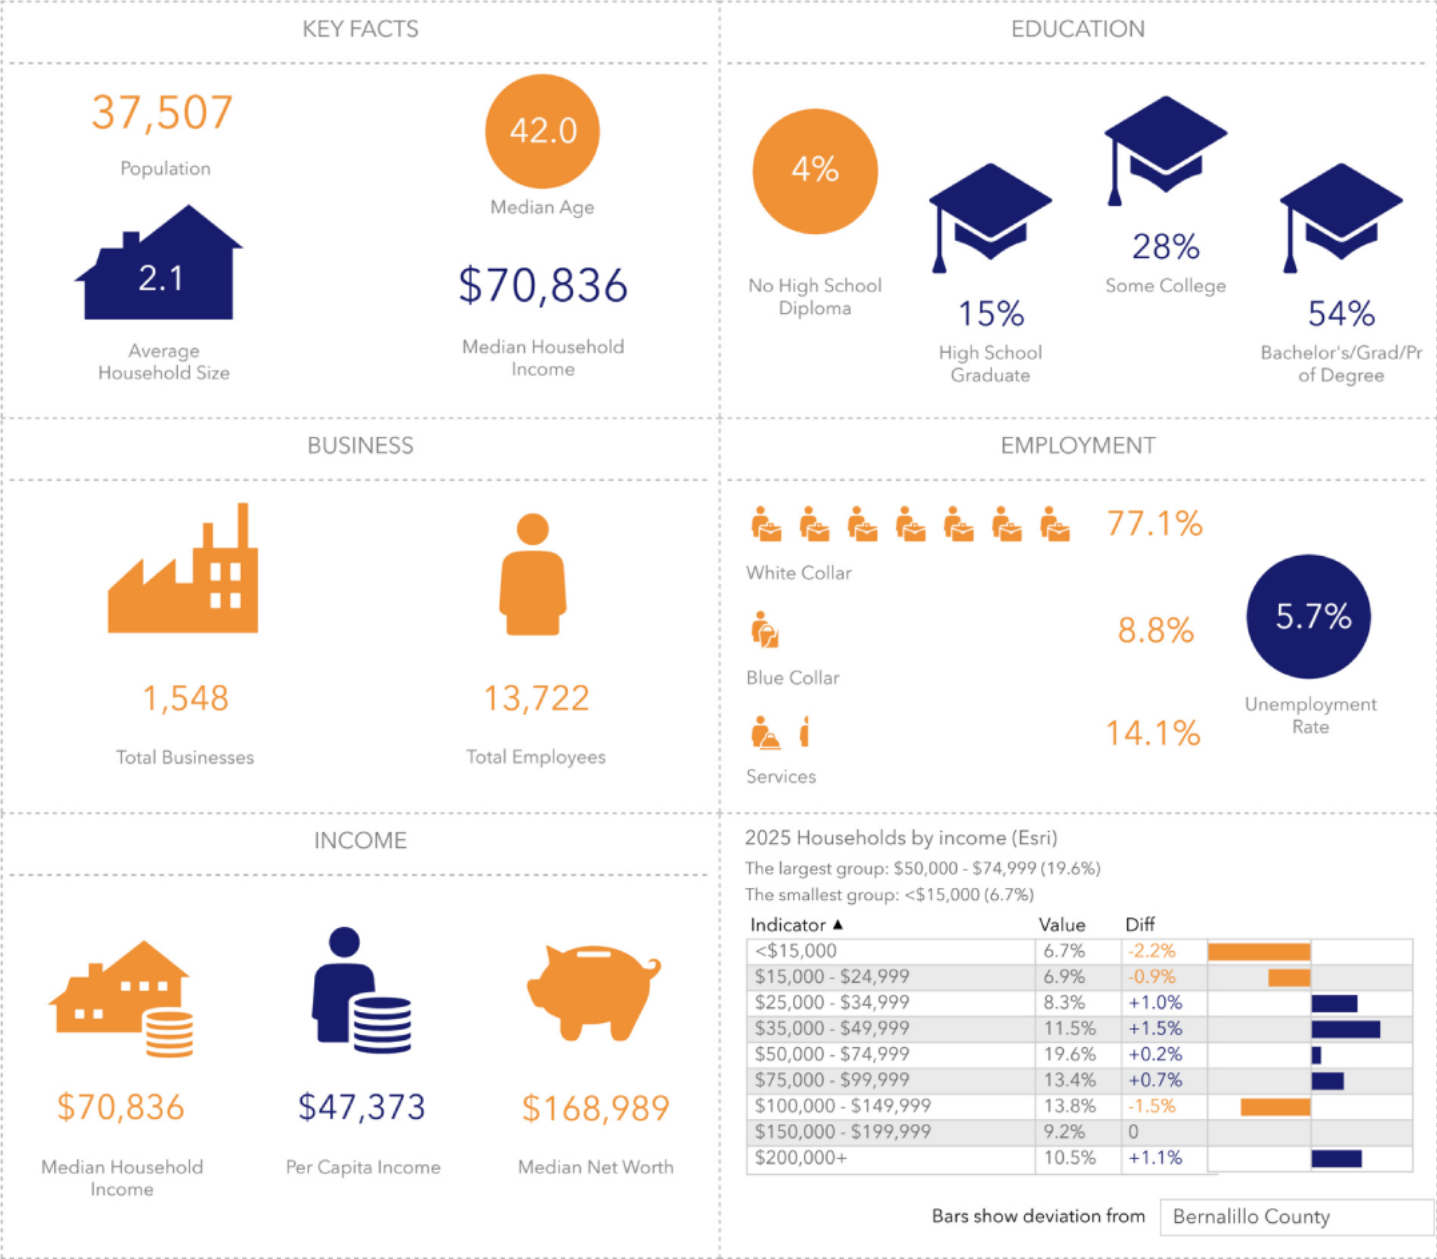 KEY FACTS
37,507
Population
42.0
Median Age
2.1
Average
Household Size
$70,836
Median Household
Income
EDUCATION
4%
No High School
Diploma
15%
High School
Graduate
28%
Some College
54%
Bachelor's/Grad/Pr
of Degree
BUSINESS
1,548
Total Businesses
13,722
Total Employees
EMPLOYMENT
77.1%
White Collar
8.8%
Blue Collar
14.1%
Services
5.7%
Unemployment
Rate
INCOME
$70,836
Median Household
Income
$47,373
Per Capita Income
$168,989
Median Net Worth
2025 Households by income (Esri)
The largest group: $50,000 - $74,999 (19.6%)
The smallest group: <$15,000 (6.7%)
Indicator ▲ Value Diff
<$15,000 6.7% -2.2%
$15,000 - $24,999 6.9% -0.9%
$25,000 - $34,999 8.3% +1.0%
$35,000 - $49,999 11.5% +1.5%
$50,000 - $74,999 19.6% +0.2%
$75,000 - $99,999 13.4% +0.7%
$100,000 - $149,999 13.8% -1.5%
$150,000 - $199,999 9.2% 0
$200,000+ 10.5% +1.1%
Bars show deviation from Bernalillo County